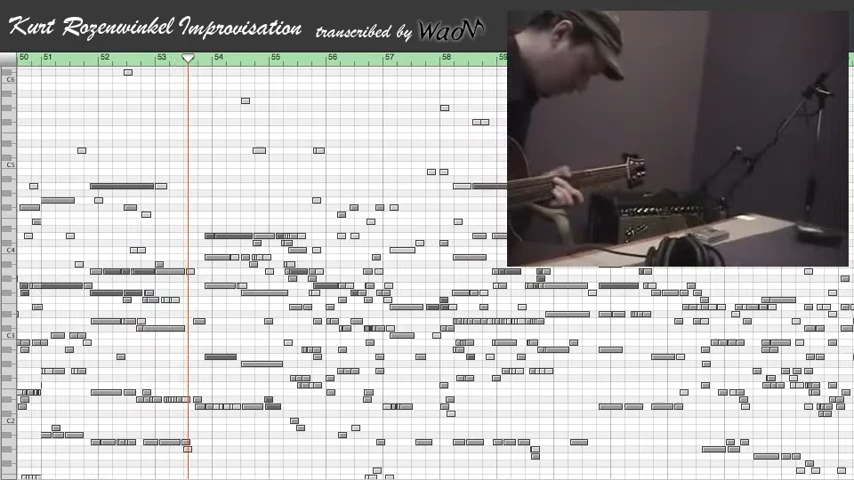 Kurt Rozenwinkel Improvisation transcribed by WaoN
50 51 52 53 54 55 56 57 58 59
C6
C5
C4
C3
C2